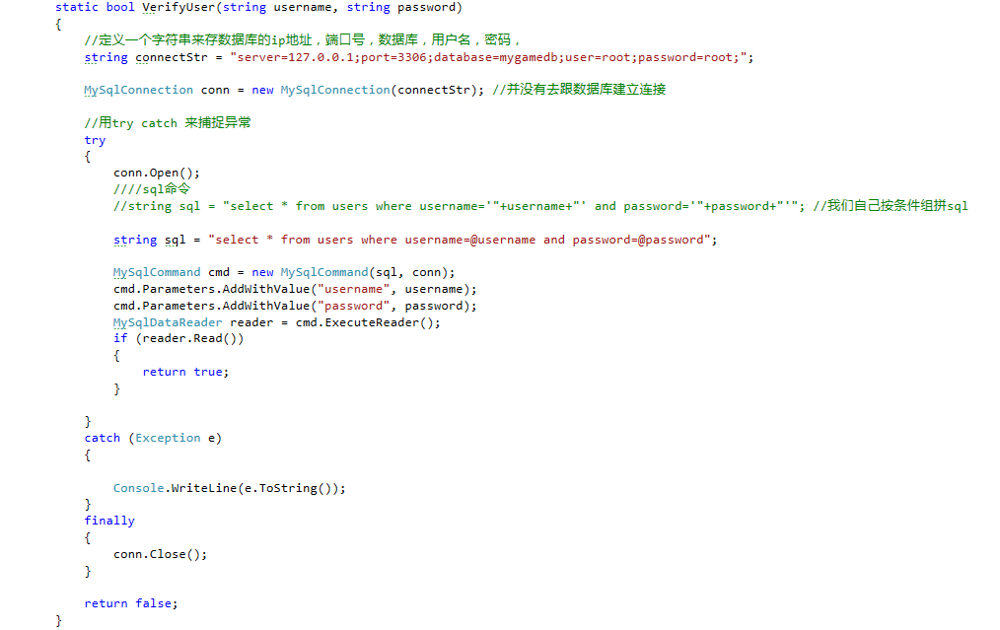 static bool VerifyUser(string username, string password)
{
//定义一个字符串来存数据库的ip地址，端口号，数据库，用户名，密码，
string connectStr = "server=127.0.0.1;port=3306;database=mygamedb;user=root;password=root;";
MySqlConnection conn = new MySqlConnection(connectStr); //并没有去跟数据库建立连接
//用try catch 来捕捉异常
try
{
conn.Open();
////sql命令
//string sql = "select * from users where username='"+username+"' and password='"+password+"'"; //我们自己按条件组拼sql
string sql = "select * from users where username=@username and password=@password";
MySqlCommand cmd = new MySqlCommand(sql, conn);
cmd.Parameters.AddWithValue("username", username);
cmd.Parameters.AddWithValue("password", password);
MySqlDataReader reader = cmd.ExecuteReader();
if (reader.Read())
{
return true;
}
}
catch (Exception e)
{
Console.WriteLine(e.ToString());
}
finally
{
conn.Close();
}
return false;
}